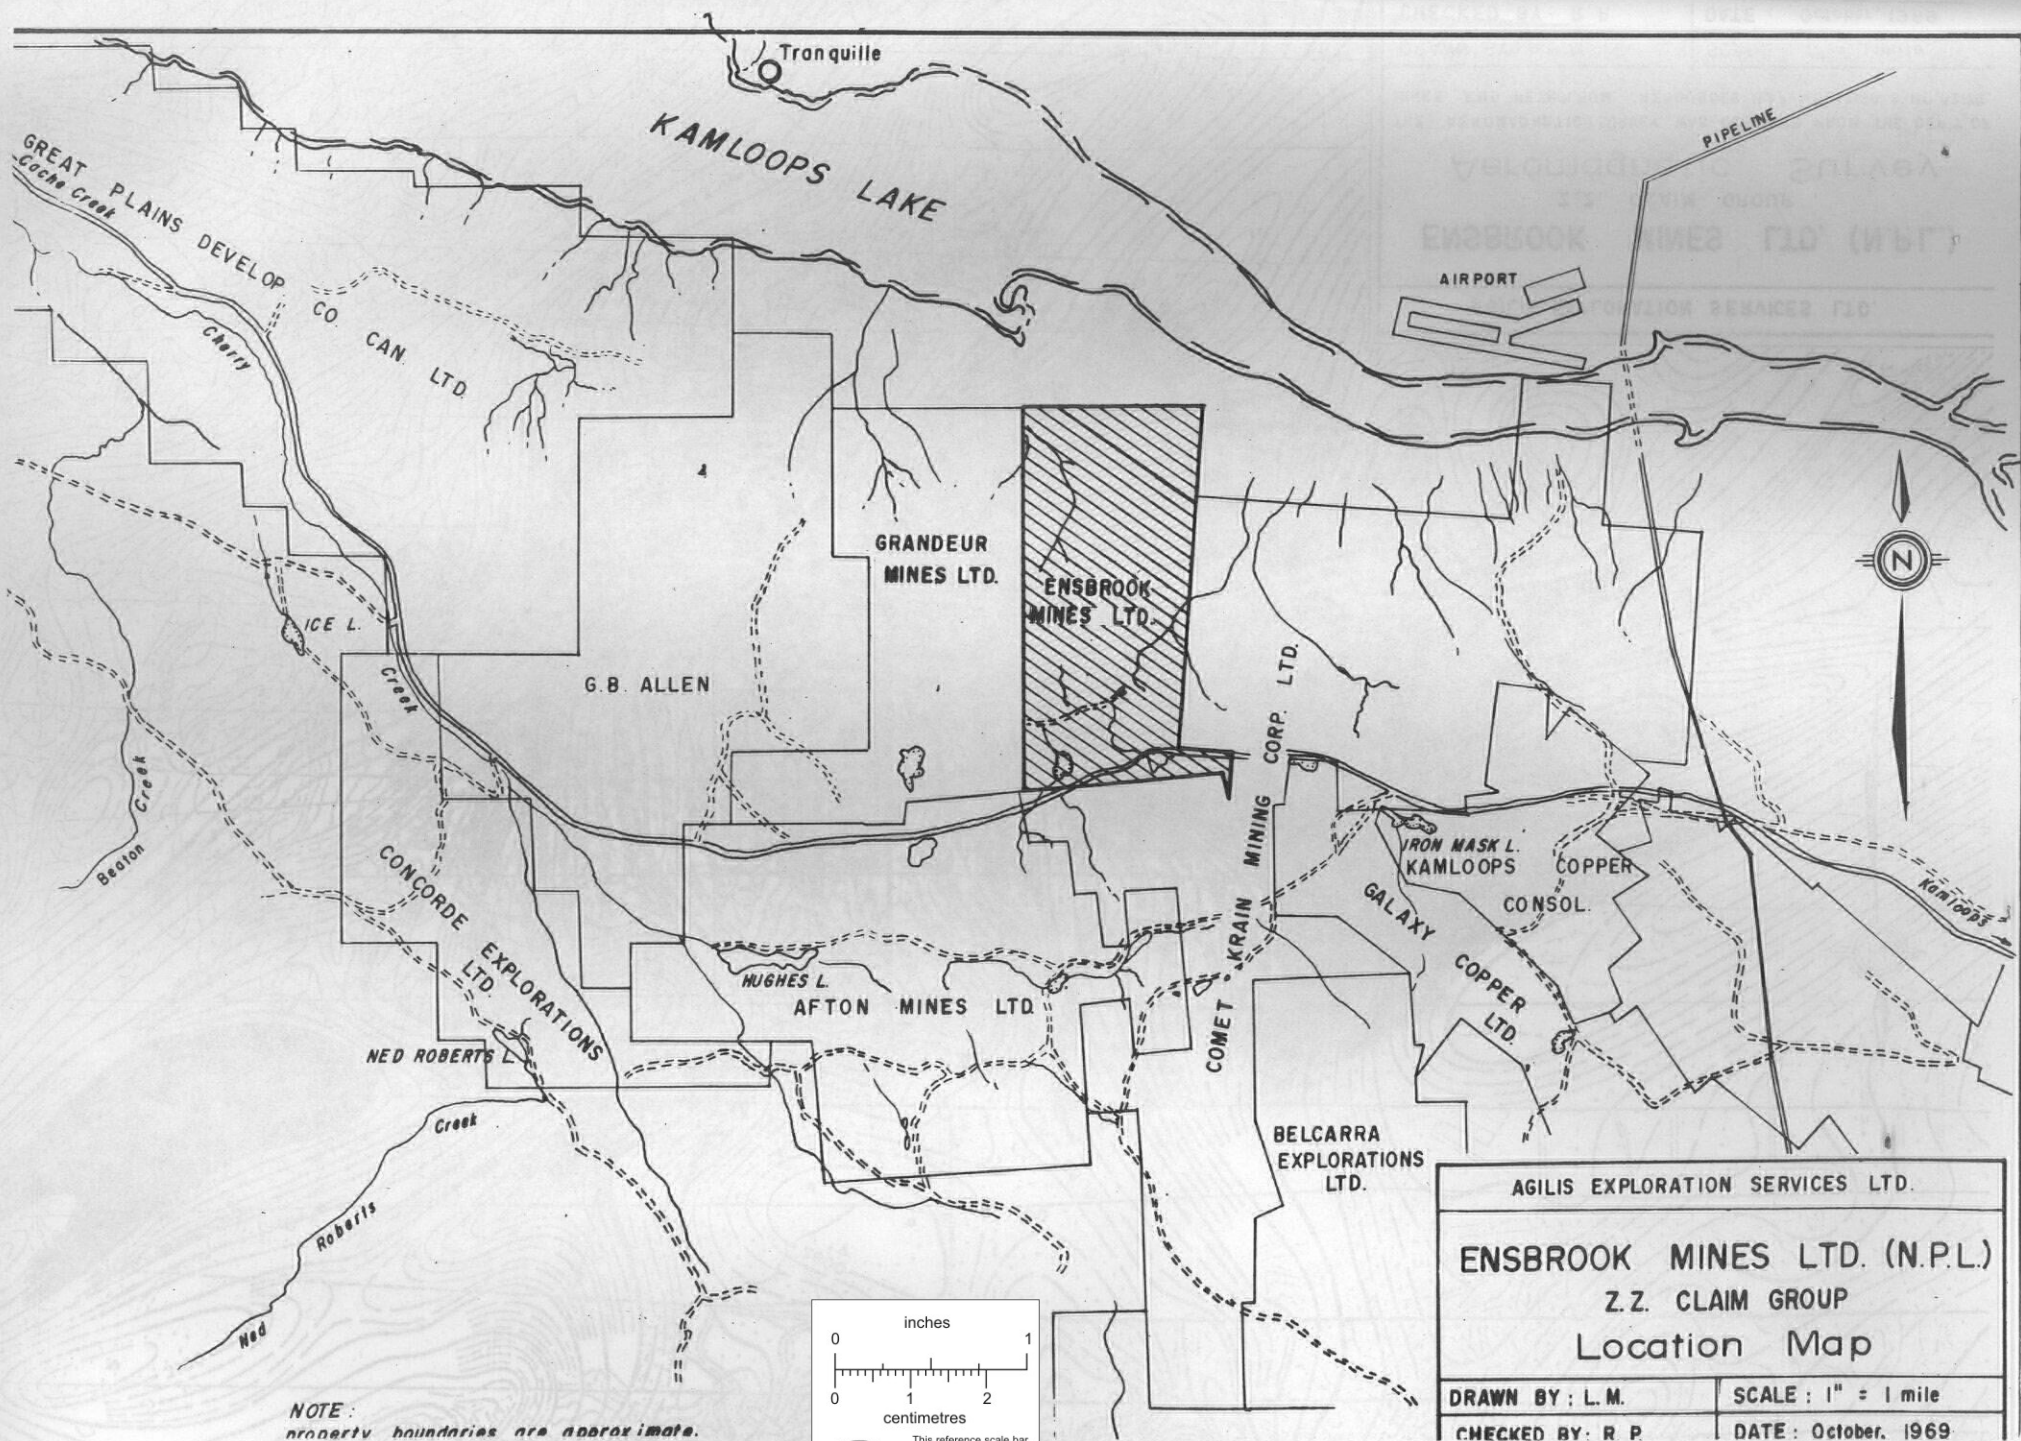 Tranquille
KAMLOOPS LAKE
PIPELINE
GREAT PLAINS DEVELOP CO. CAN. LTD.
Cache Creek
AIRPORT
Cherry
Creek
GRANDEUR
MINES LTD.
ENSBROOK
MINES LTD.
N
ICE L.
G.B. ALLEN
COMET - KRAIN MINING CORP. LTD.
Beaton Creek
CONCORDE EXPLORATIONS
LTD.
IRON MASK L.
KAMLOOPS COPPER
CONSOL.
GALAXY
COPPER
LTD.
Kamloops
HUGHES L.
AFTON MINES LTD.
NED ROBERTS L.
Ned Roberts Creek
BELCARRA
EXPLORATIONS
LTD.
AGILIS EXPLORATION SERVICES LTD.
ENSBROOK MINES LTD. (N.P.L.)
Z.Z. CLAIM GROUP
Location Map
DRAWN BY : L. M.
SCALE : 1" = 1 mile
CHECKED BY : R. P.
DATE : October, 1969
NOTE :
property boundaries are approximate.
inches
0 1
0 1 2
centimetres
This reference scale bar